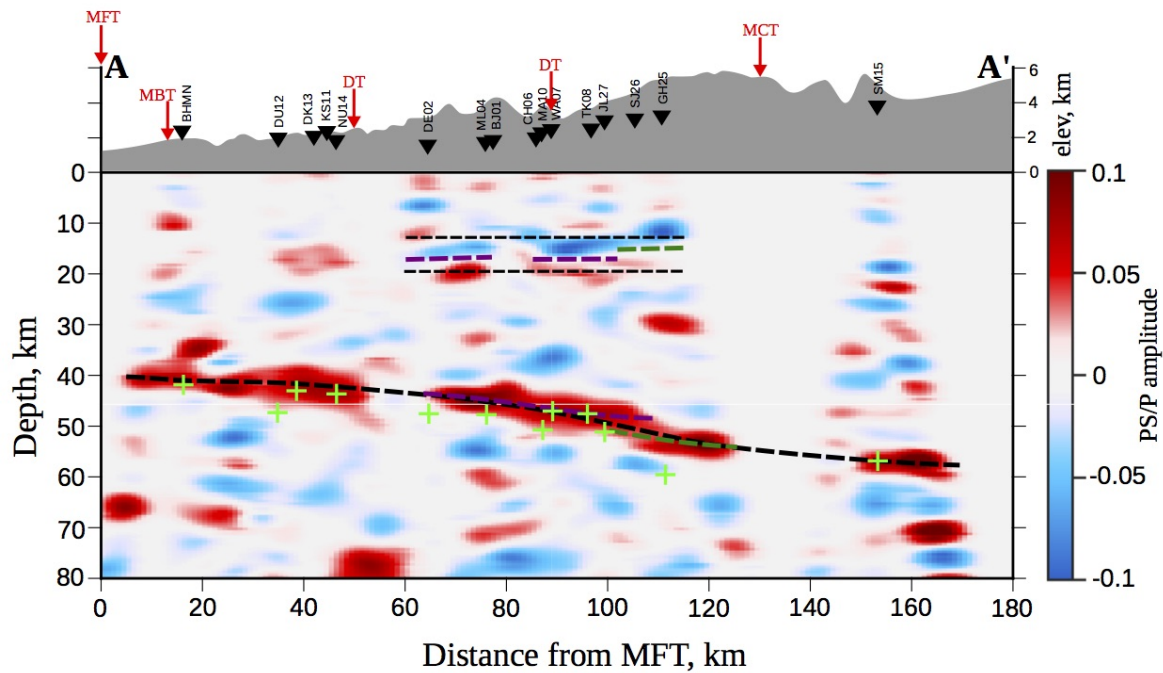 MFT
A
MBT
BHMN
DU12
DK13
KS11
NU14
DT
DE02
ML04
BJ01
CH06
MA10
WA07
DT
TK08
JL27
SJ26
GH25
MCT
SM15
A'
6
4
2
0
elev, km
0
10
20
30
40
50
60
70
80
Depth, km
0 20 40 60 80 100 120 140 160 180
Distance from MFT, km
0.1
0.05
0
-0.05
-0.1
PS/P amplitude